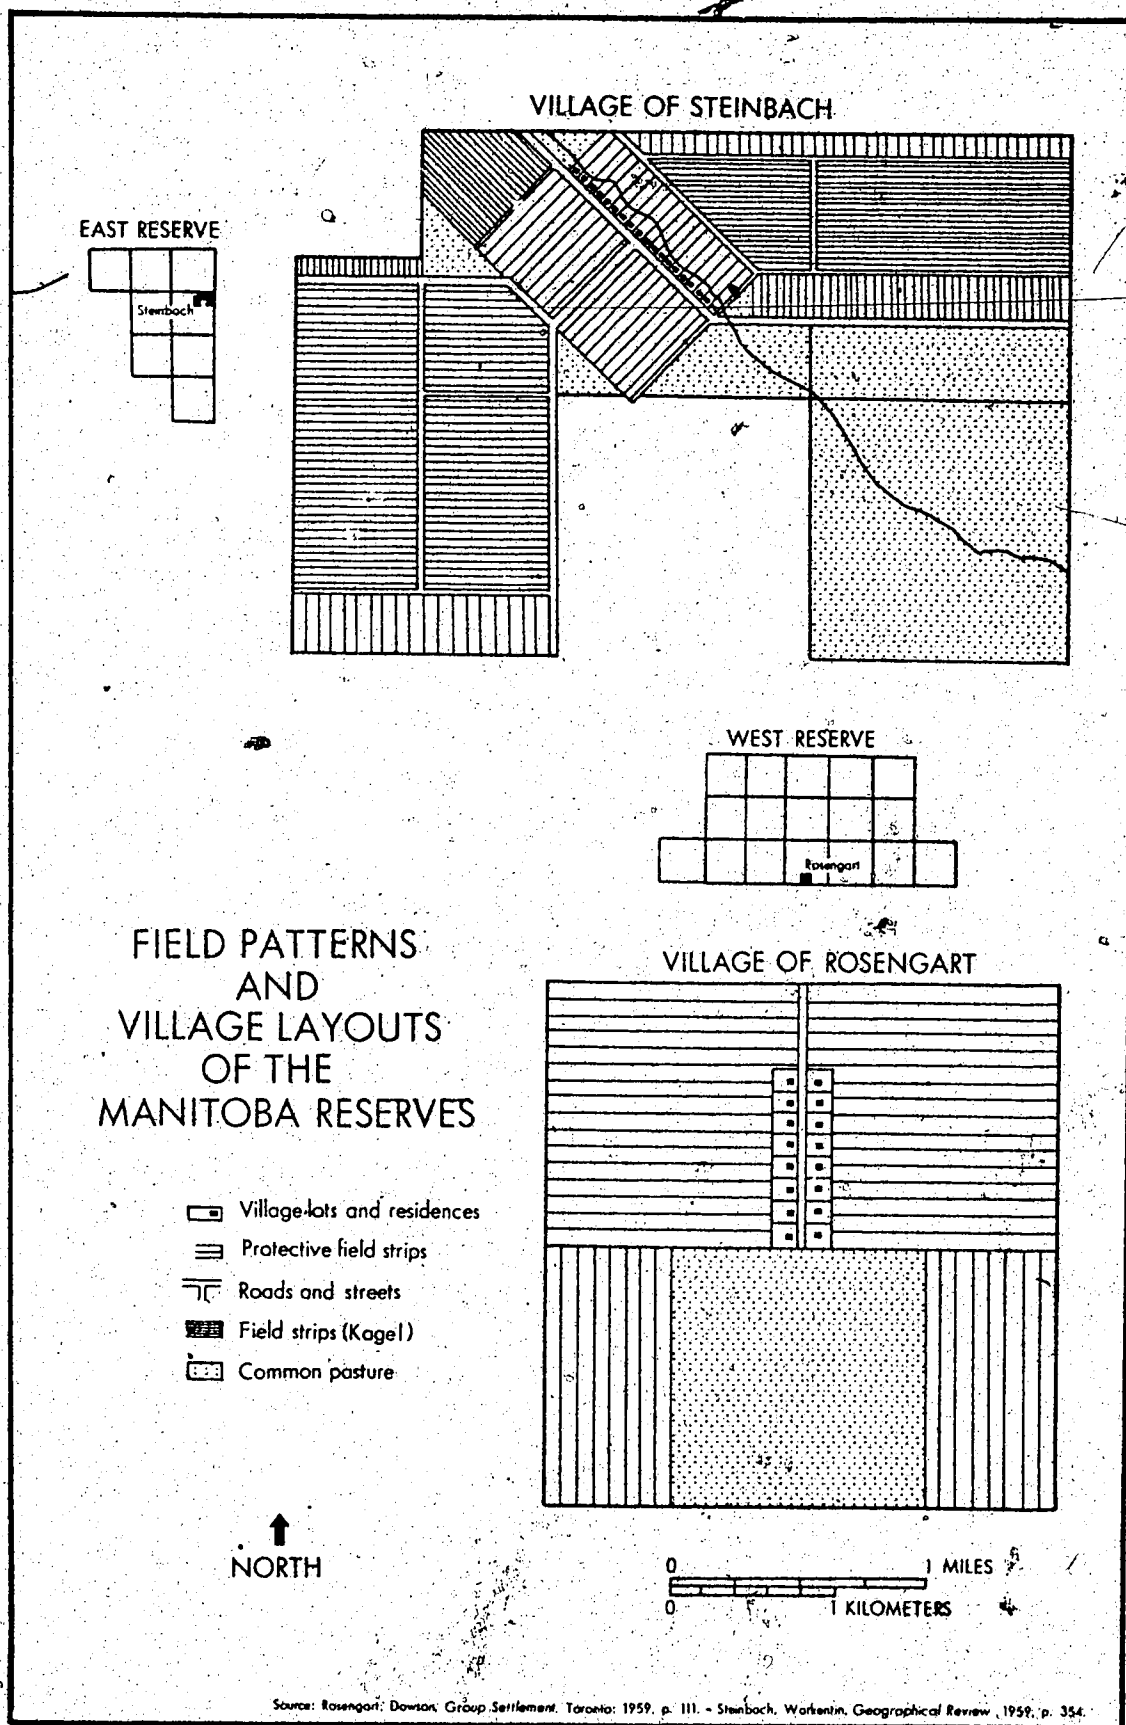 VILLAGE OF STEINBACH
EAST RESERVE
Steinbach
WEST RESERVE
Rosengart
VILLAGE OF ROSENGART
FIELD PATTERNS
AND
VILLAGE LAYOUTS
OF THE
MANITOBA RESERVES
Village lots and residences
Protective field strips
Roads and streets
Field strips (Kagel)
Common pasture
NORTH
0 1 MILES
0 1 KILOMETERS
Source: Rosengart, Dawson, Group Settlement, Toronto: 1959, p. 111. - Steinbach, Warkentin, Geographical Review, 1959, p. 354.